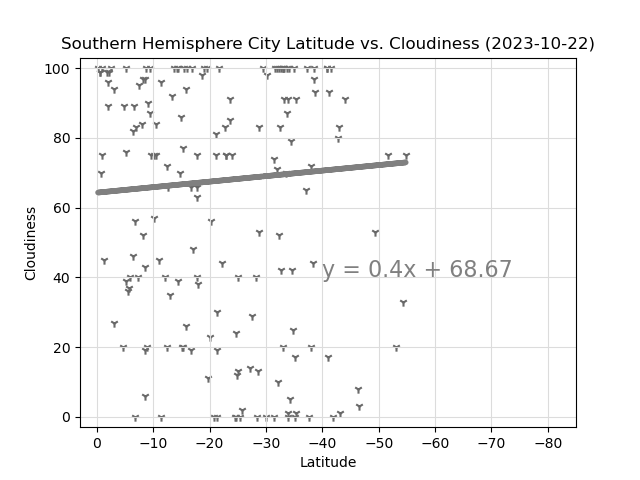 Southern Hemisphere City Latitude vs. Cloudiness (2023-10-22)
100
80
60
40
20
0
Cloudiness
y = 0.4x + 68.67
0 −10 −20 −30 −40 −50 −60 −70 −80
Latitude